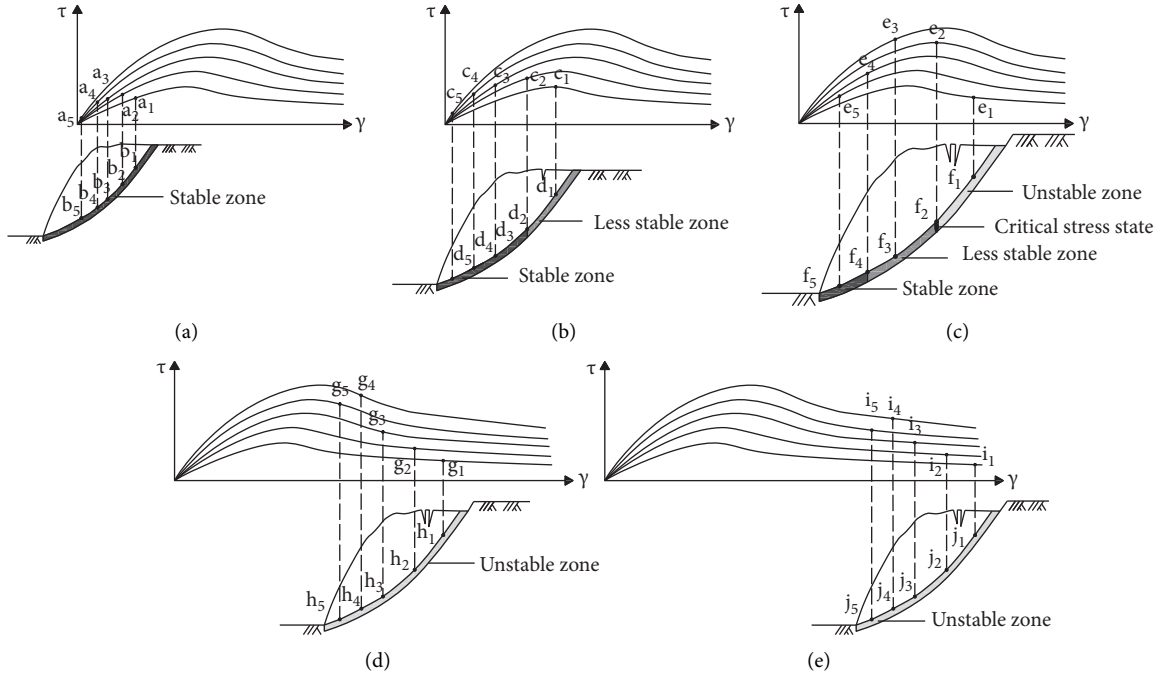 τ
a₃
a₄
a₅
a₂
a₁
γ
b₁
b₂
b₃
b₄
b₅
Stable zone
(a)
τ
c₄
c₃
c₂
c₁
c₅
γ
d₁
d₂
d₃
d₄
d₅
Less stable zone
Stable zone
(b)
τ
e₃
e₂
e₄
e₅
e₁
γ
f₁
f₂
f₃
f₄
f₅
Unstable zone
Critical stress state
Less stable zone
Stable zone
(c)
τ
g₅
g₄
g₃
g₂
g₁
γ
h₁
h₂
h₃
h₄
h₅
Unstable zone
(d)
τ
i₅
i₄
i₃
i₂
i₁
γ
j₁
j₂
j₃
j₄
j₅
Unstable zone
(e)